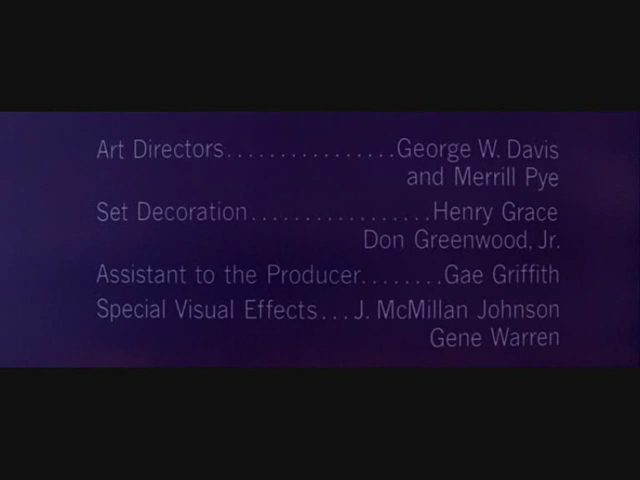 Art Directors................George W. Davis
and Merrill Pye
Set Decoration.................Henry Grace
Don Greenwood, Jr.
Assistant to the Producer........Gae Griffith
Special Visual Effects...J. McMillan Johnson
Gene Warren